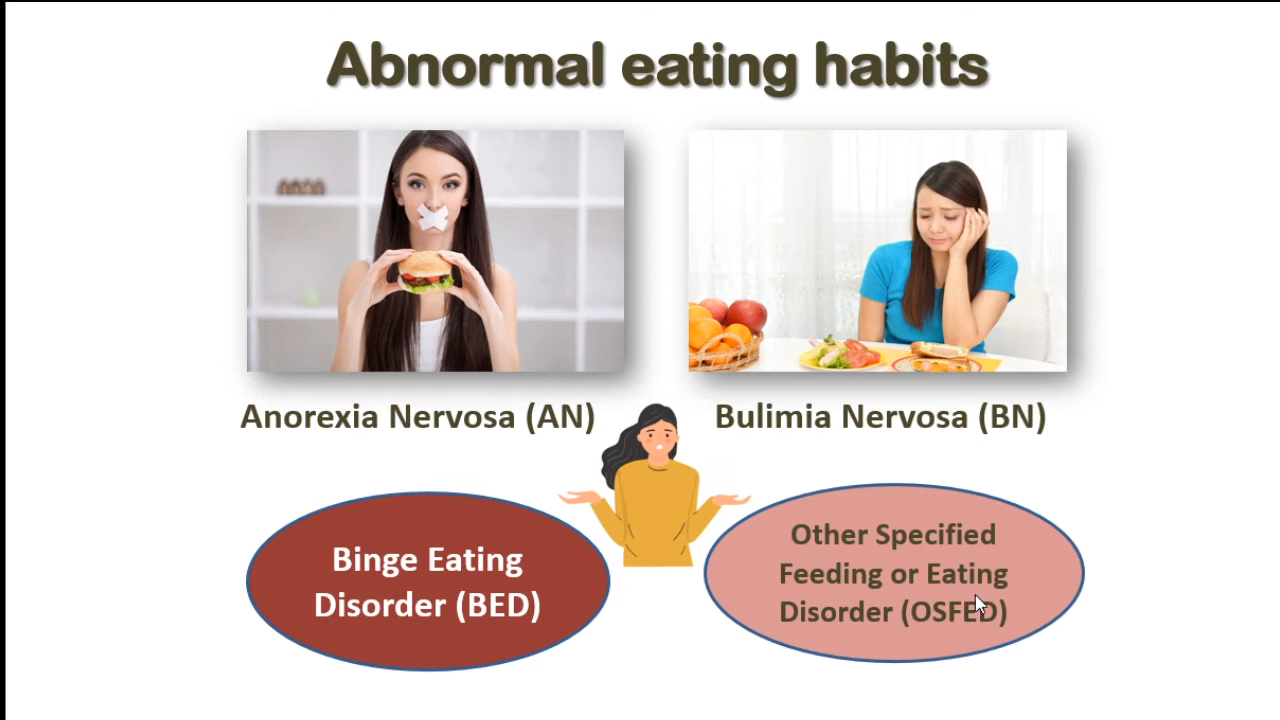 Abnormal eating habits
Anorexia Nervosa (AN)
Bulimia Nervosa (BN)
Binge Eating
Disorder (BED)
Other Specified
Feeding or Eating
Disorder (OSFED)